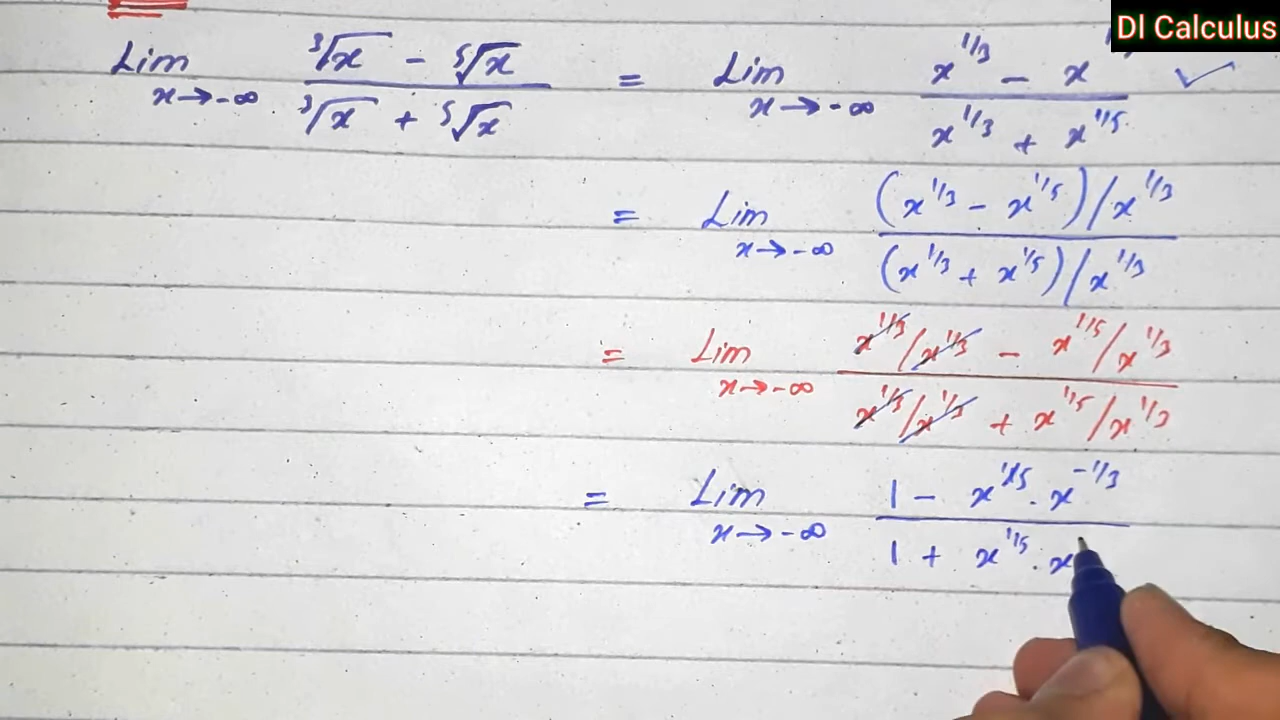 DI Calculus
Lim x→-∞ (∛x - ⁵√x) / (∛x + ⁵√x) = Lim x→-∞ (x^1/3 - x) / (x^1/3 + x^1/5) ✓
= Lim x→-∞ (x^1/3 - x^1/5)/x^1/3 / (x^1/3 + x^1/5)/x^1/3
= Lim x→-∞ (x^1/3/x^1/3 - x^1/5/x^1/3) / (x^1/3/x^1/3 + x^1/5/x^1/3)
= Lim x→-∞ (1 - x^1/5 . x^-1/3) / (1 + x^1/5 . x)